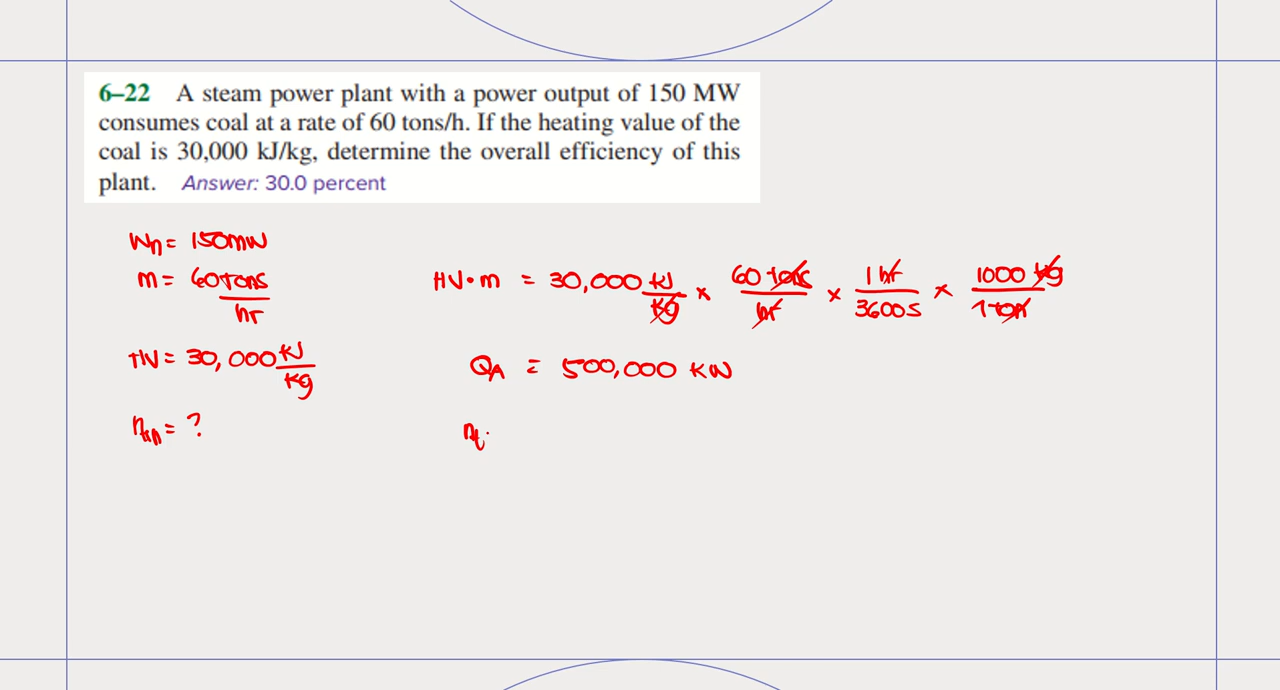 6–22 A steam power plant with a power output of 150 MW
consumes coal at a rate of 60 tons/h. If the heating value of the
coal is 30,000 kJ/kg, determine the overall efficiency of this
plant. Answer: 30.0 percent
Wn = 150MW
m = 60 tons/hr
HV = 30,000 kJ/kg
ηth = ?
HV·m = 30,000 kJ/kg × 60 tons/hr × 1 hr/3600s × 1000 kg/1 ton
QA = 500,000 KW